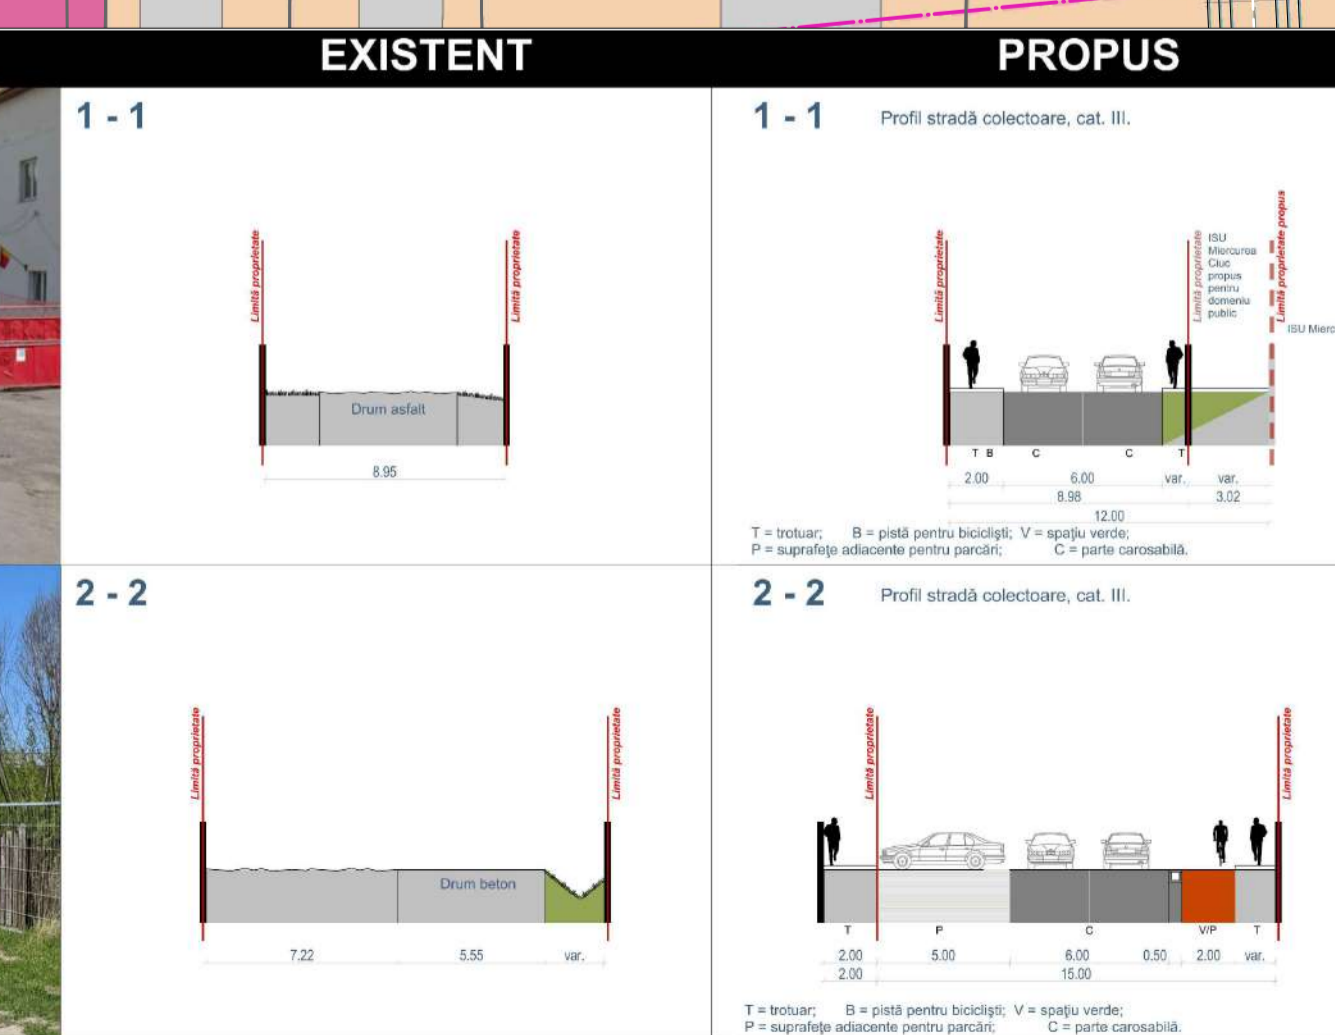 EXISTENT
PROPUS
1 - 1
Limită proprietate
Limită proprietate
Drum asfalt
8.95
1 - 1
Profil stradă colectoare, cat. III.
Limită proprietate
Limită proprietate
ISU
Miercurea
Ciuc
propus
pentru
domeniu
public
Limită proprietate propus
ISU Mierc
T B C C T
2.00 6.00 var. var.
8.98 3.02
12.00
T = trotuar; B = pistă pentru bicicliști; V = spațiu verde;
P = suprafețe adiacente pentru parcări; C = parte carosabilă.
2 - 2
Limită proprietate
Limită proprietate
Drum beton
7.22 5.55 var.
2 - 2
Profil stradă colectoare, cat. III.
Limită proprietate
Limită proprietate
T P C V/P T
2.00 5.00 6.00 0.50 2.00 var.
2.00 15.00
T = trotuar; B = pistă pentru bicicliști; V = spațiu verde;
P = suprafețe adiacente pentru parcări; C = parte carosabilă.